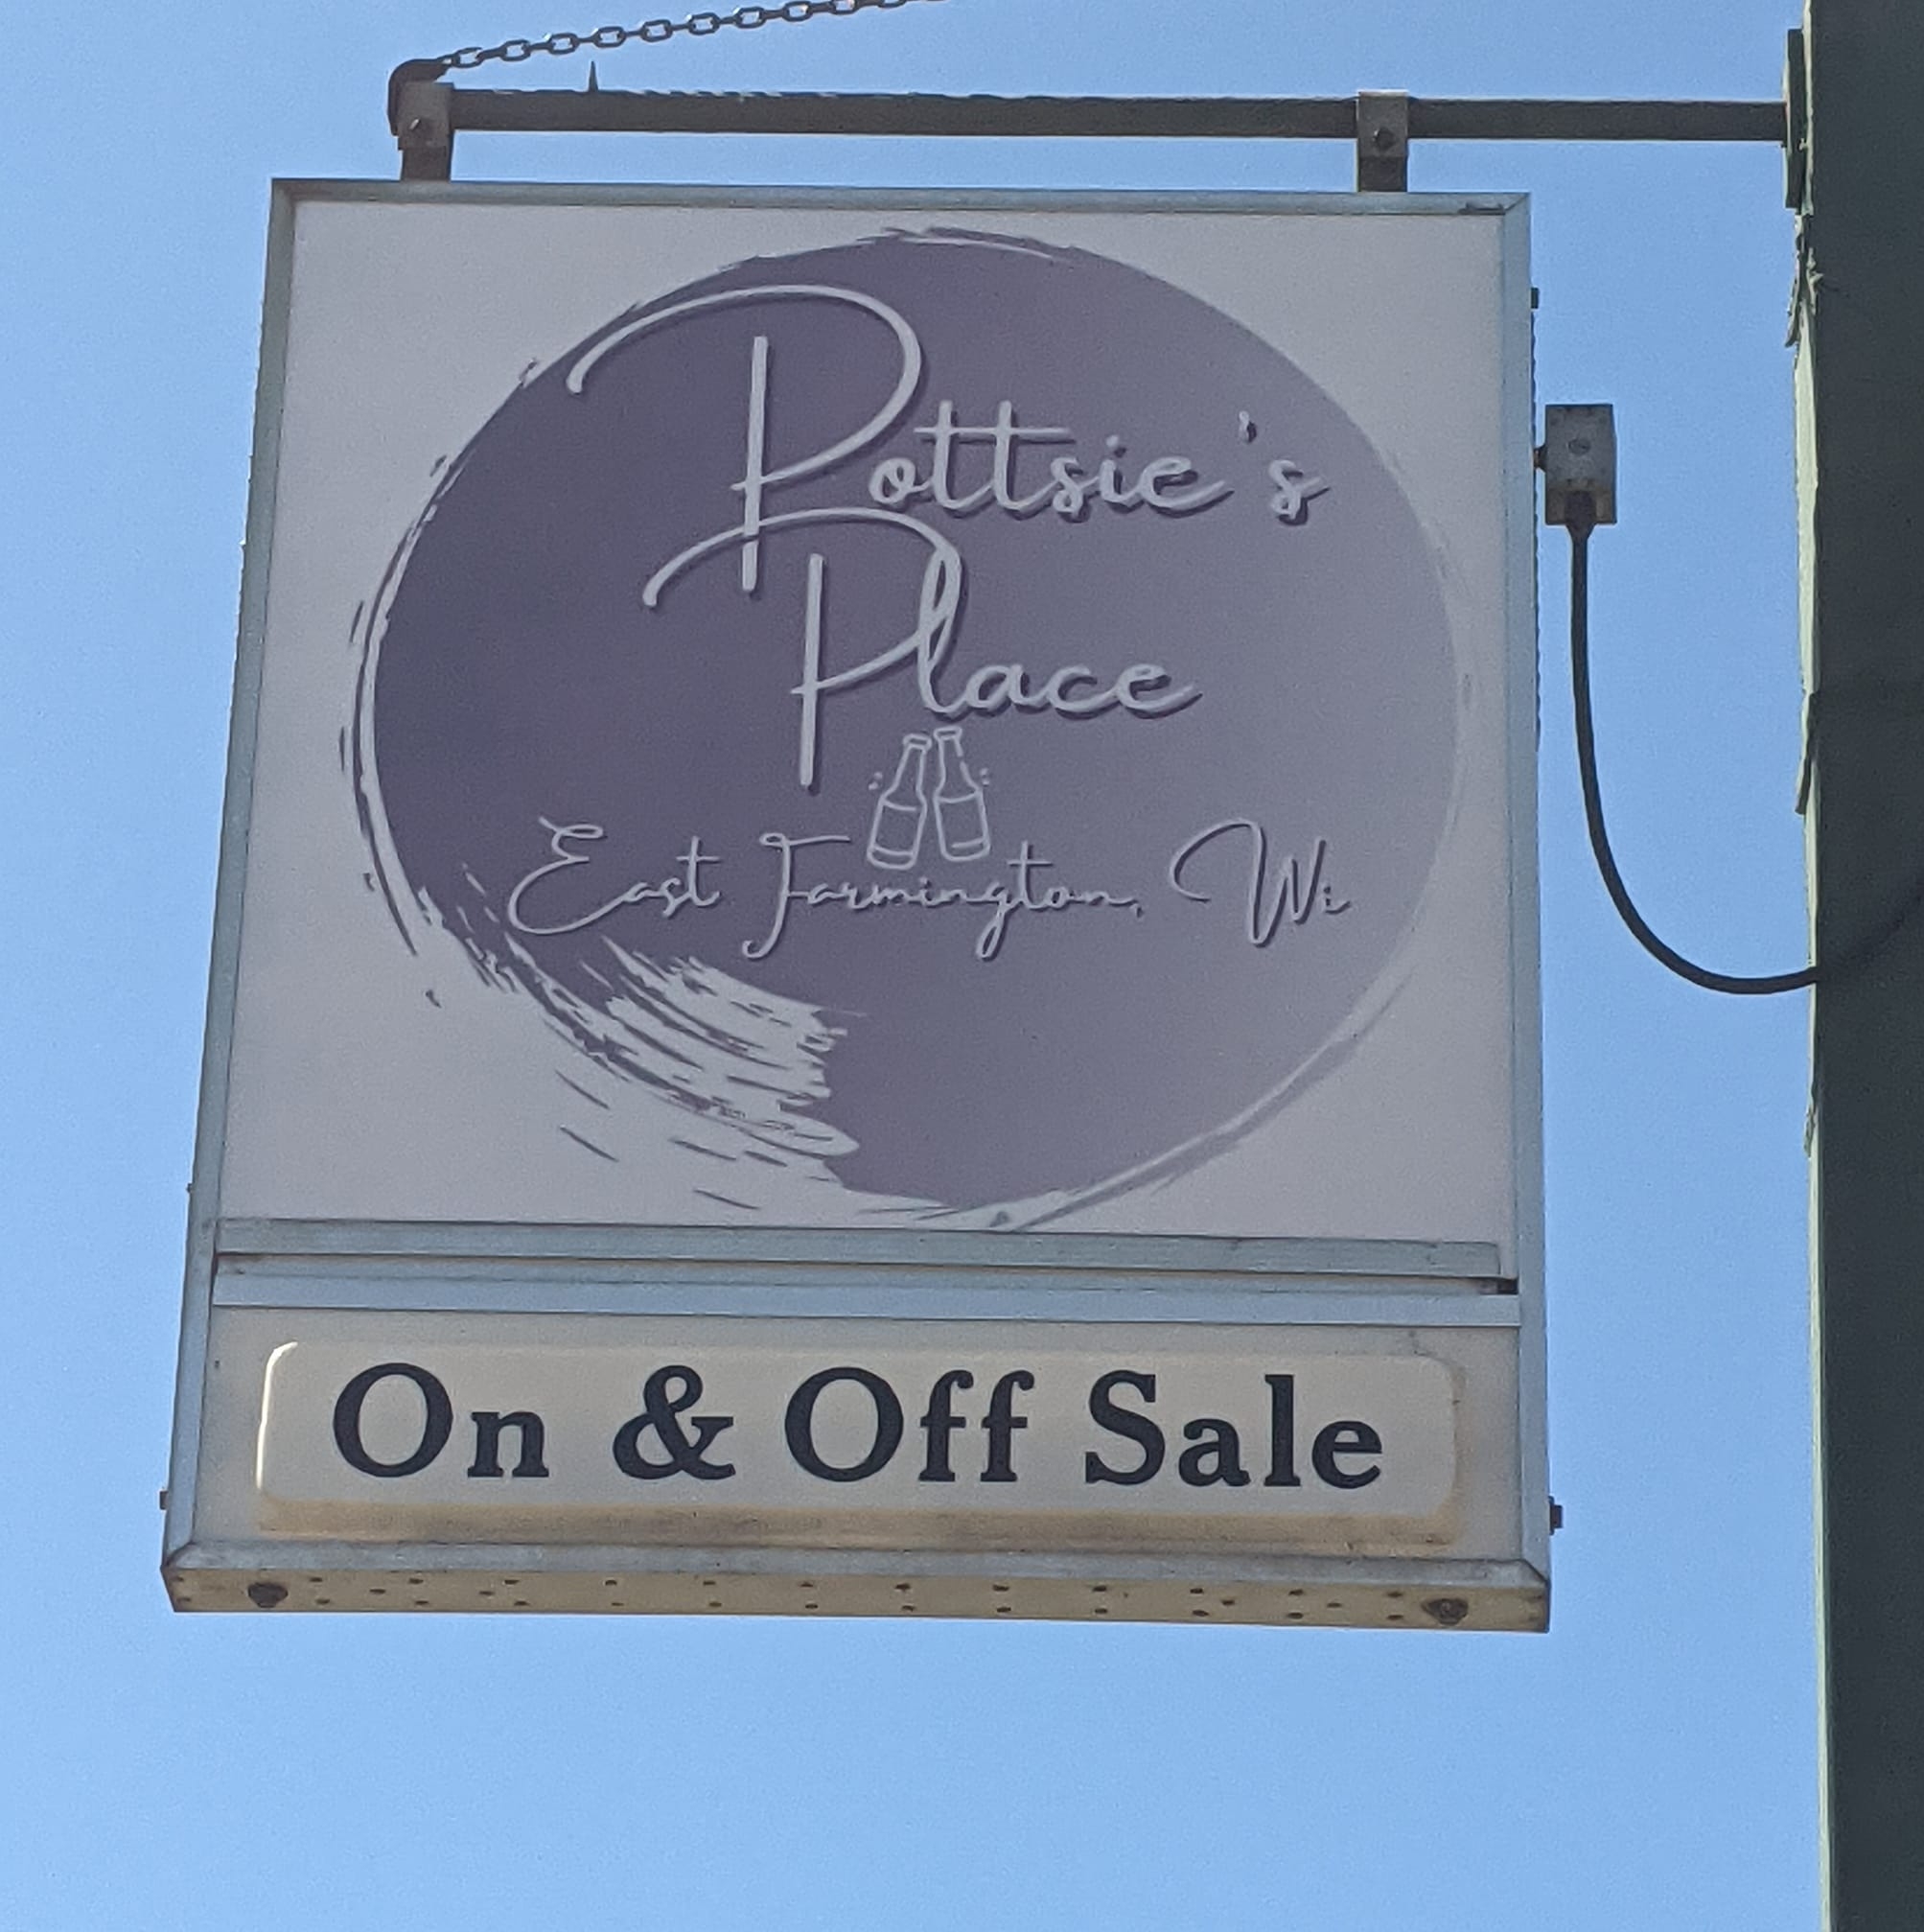 Pottsie's
Place
East Farmington, Wi
On & Off Sale